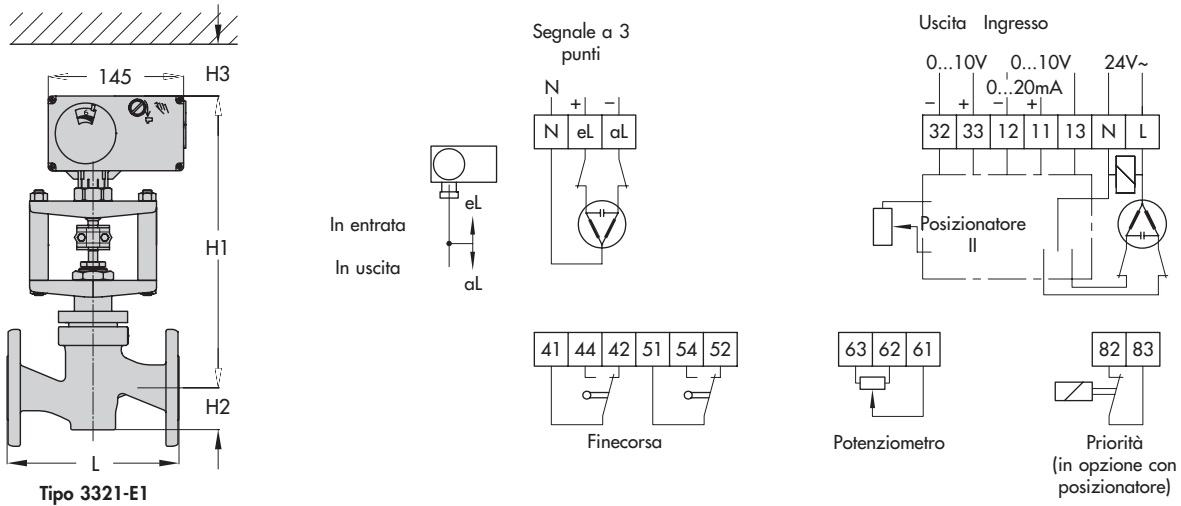 145
H3
H1
H2
L
Tipo 3321-E1
In entrata
In uscita
eL
aL
Segnale a 3
punti
N
+ −
N eL aL
Uscita Ingresso
0...10V 0...10V 24V~
0...20mA
− + − +
32 33 12 11 13 N L
Posizionatore
II
41 44 42 51 54 52
Finecorsa
63 62 61
Potenziometro
82 83
Priorità
(in opzione con
posizionatore)